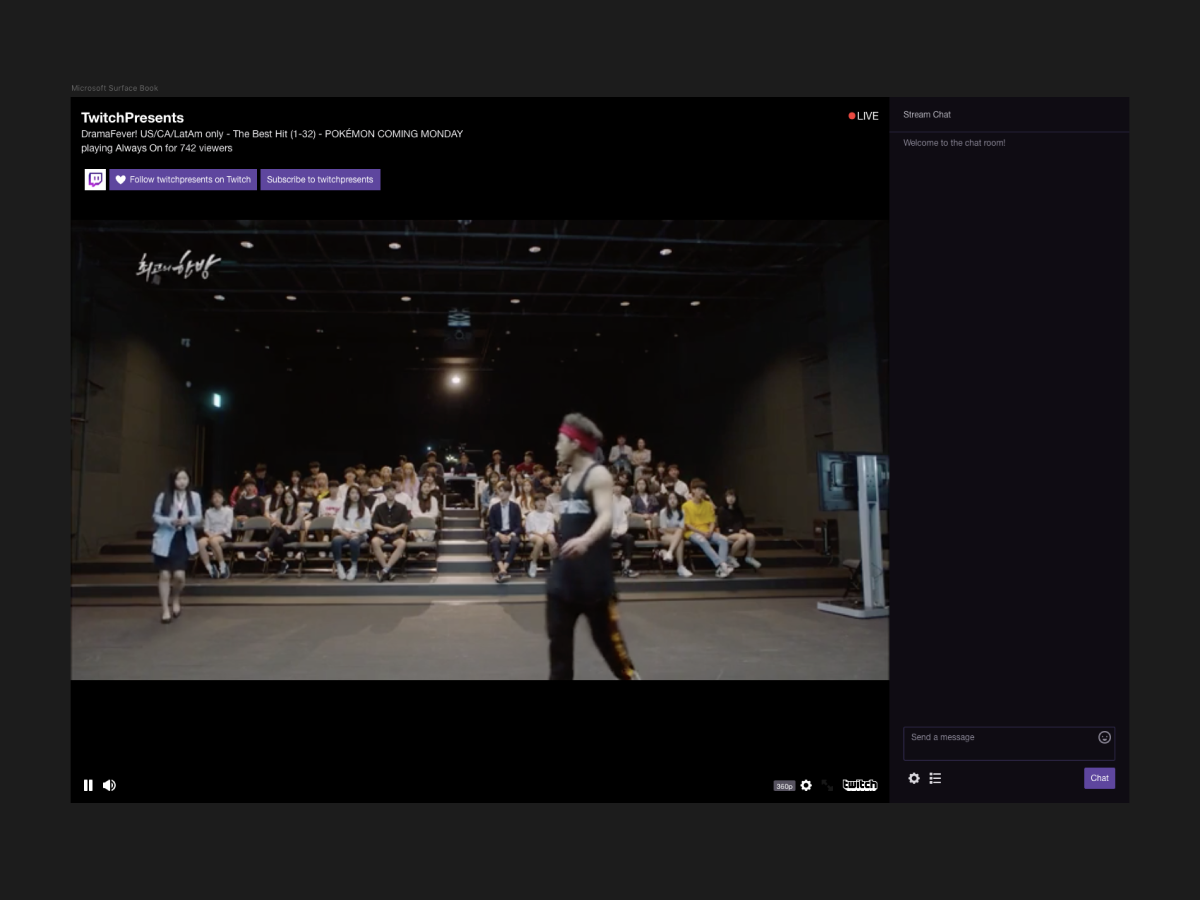 Microsoft Surface Book
TwitchPresents
DramaFever! US/CA/LatAm only - The Best Hit (1-32) - POKÉMON COMING MONDAY
playing Always On for 742 viewers
LIVE
Follow twitchpresents on Twitch
Subscribe to twitchpresents
최고의 한방
Stream Chat
Welcome to the chat room!
Send a message
Chat
360p
twitch